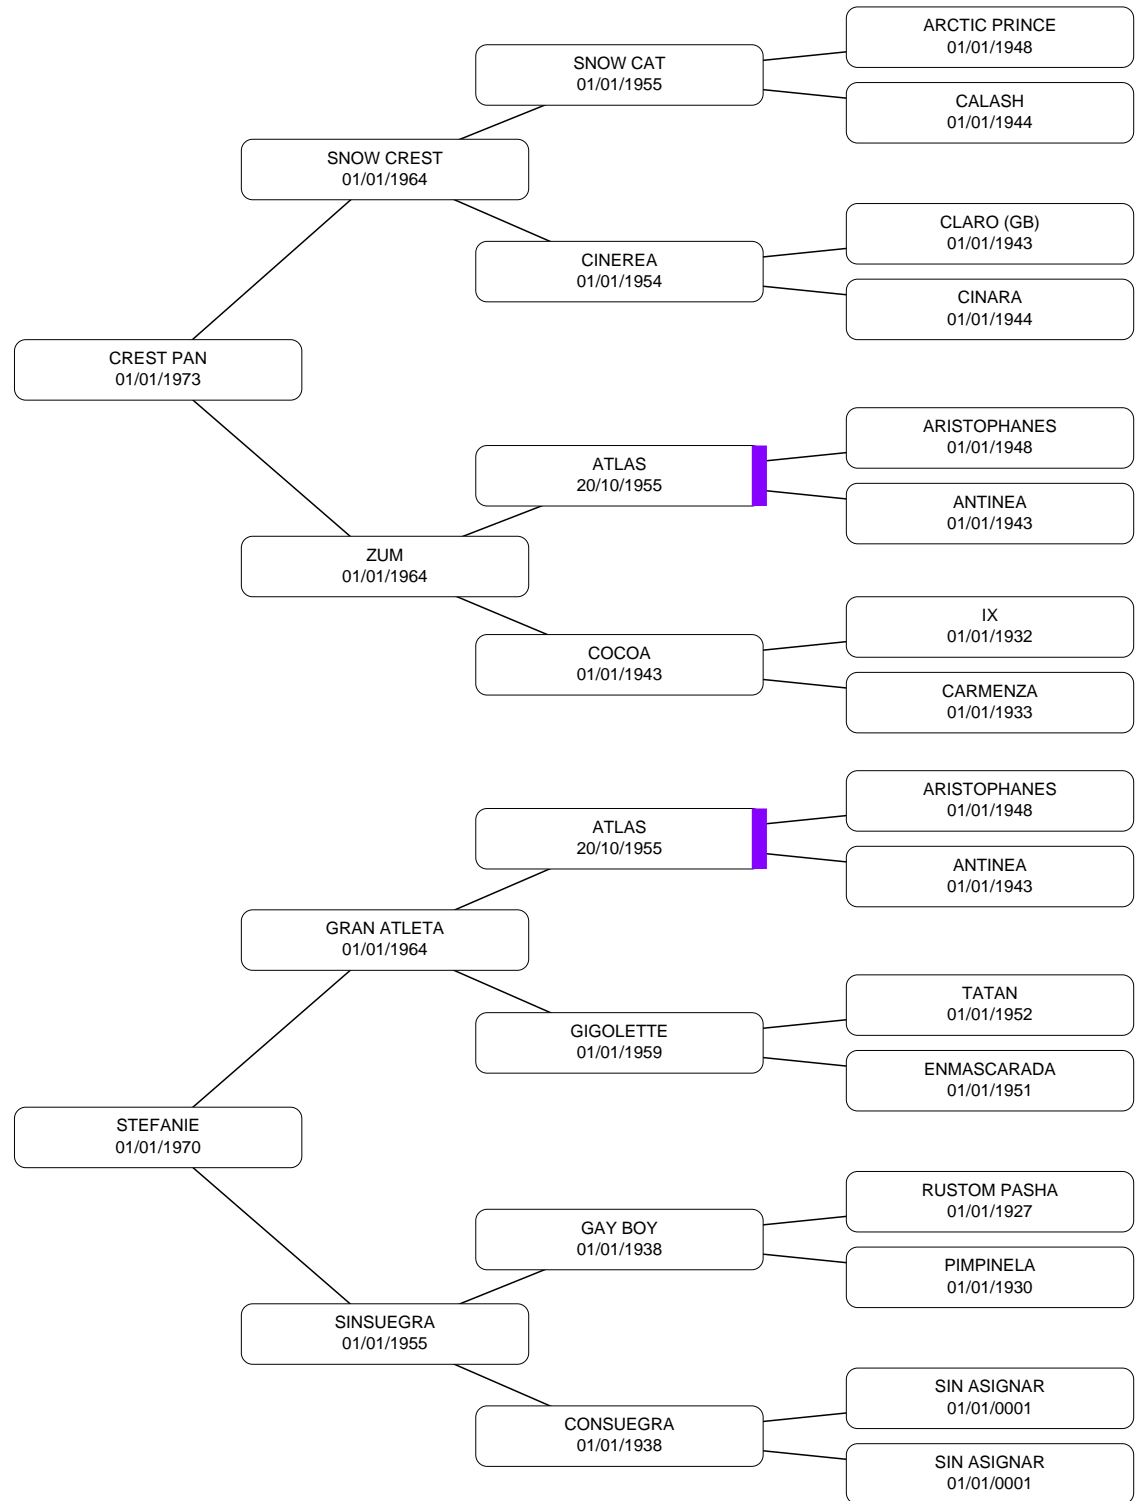 ARCTIC PRINCE
01/01/1948
SNOW CAT
01/01/1955
CALASH
01/01/1944
SNOW CREST
01/01/1964
CLARO (GB)
01/01/1943
CINEREA
01/01/1954
CINARA
01/01/1944
CREST PAN
01/01/1973
ARISTOPHANES
01/01/1948
ATLAS
20/10/1955
ANTINEA
01/01/1943
ZUM
01/01/1964
IX
01/01/1932
COCOA
01/01/1943
CARMENZA
01/01/1933
ARISTOPHANES
01/01/1948
ATLAS
20/10/1955
ANTINEA
01/01/1943
GRAN ATLETA
01/01/1964
TATAN
01/01/1952
GIGOLETTE
01/01/1959
ENMASCARADA
01/01/1951
STEFANIE
01/01/1970
RUSTOM PASHA
01/01/1927
GAY BOY
01/01/1938
PIMPINELA
01/01/1930
SINSUEGRA
01/01/1955
SIN ASIGNAR
01/01/0001
CONSUEGRA
01/01/1938
SIN ASIGNAR
01/01/0001